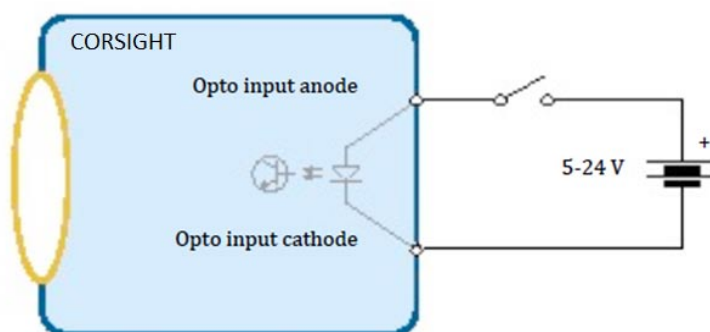 CORSIGHT
Opto input anode
5-24 V
+
Opto input cathode